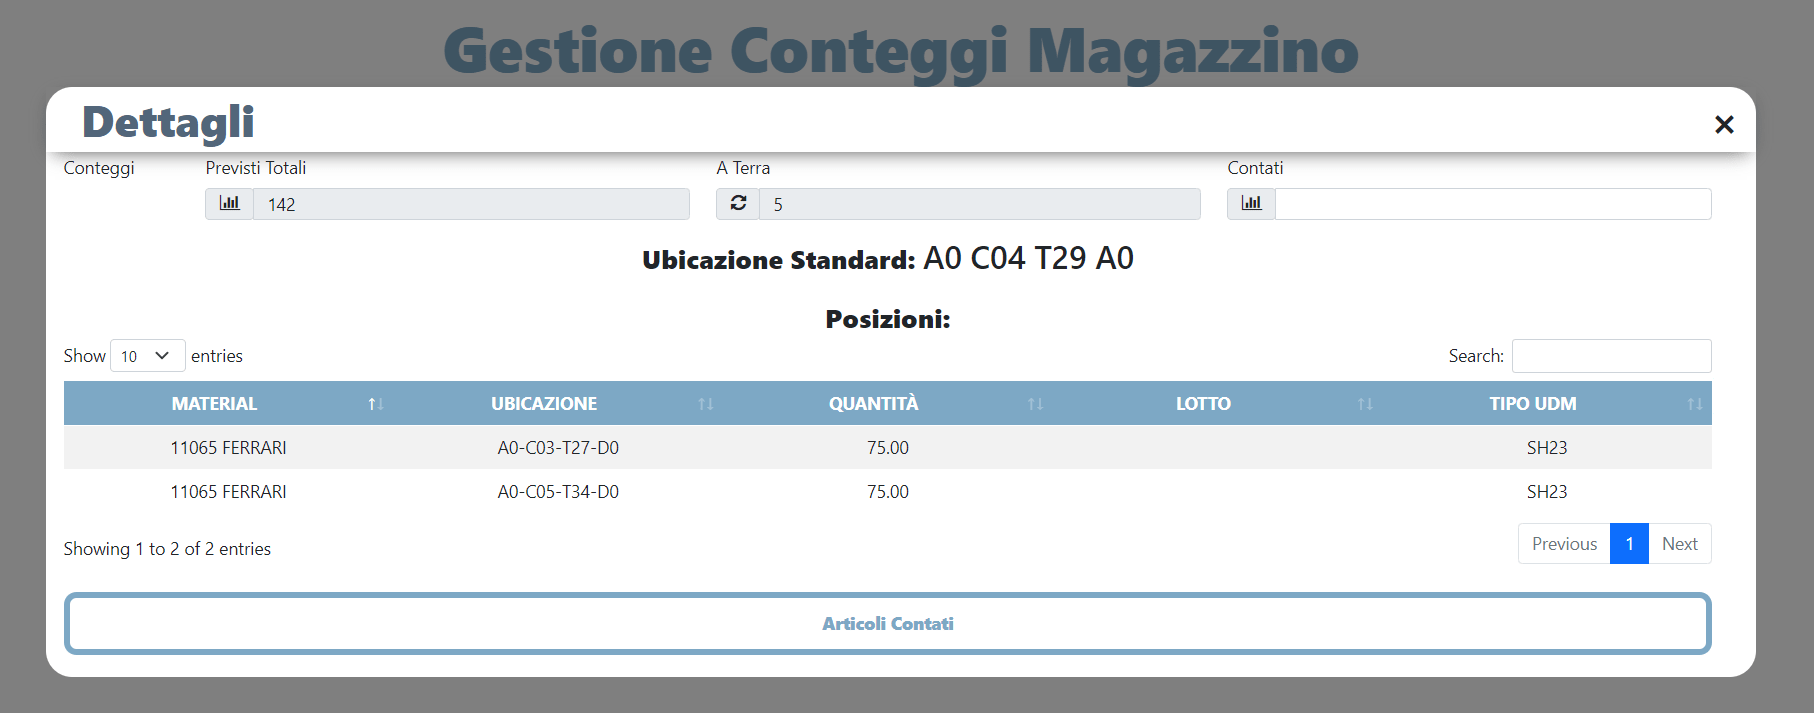 Gestione Conteggi Magazzino
Dettagli
Conteggi Previsti Totali A Terra Contati
142 5
Ubicazione Standard: A0 C04 T29 A0
Posizioni:
Show 10 entries Search:
MATERIAL UBICAZIONE QUANTITÀ LOTTO TIPO UDM
11065 FERRARI A0-C03-T27-D0 75.00 SH23
11065 FERRARI A0-C05-T34-D0 75.00 SH23
Showing 1 to 2 of 2 entries Previous 1 Next
Articoli Contati